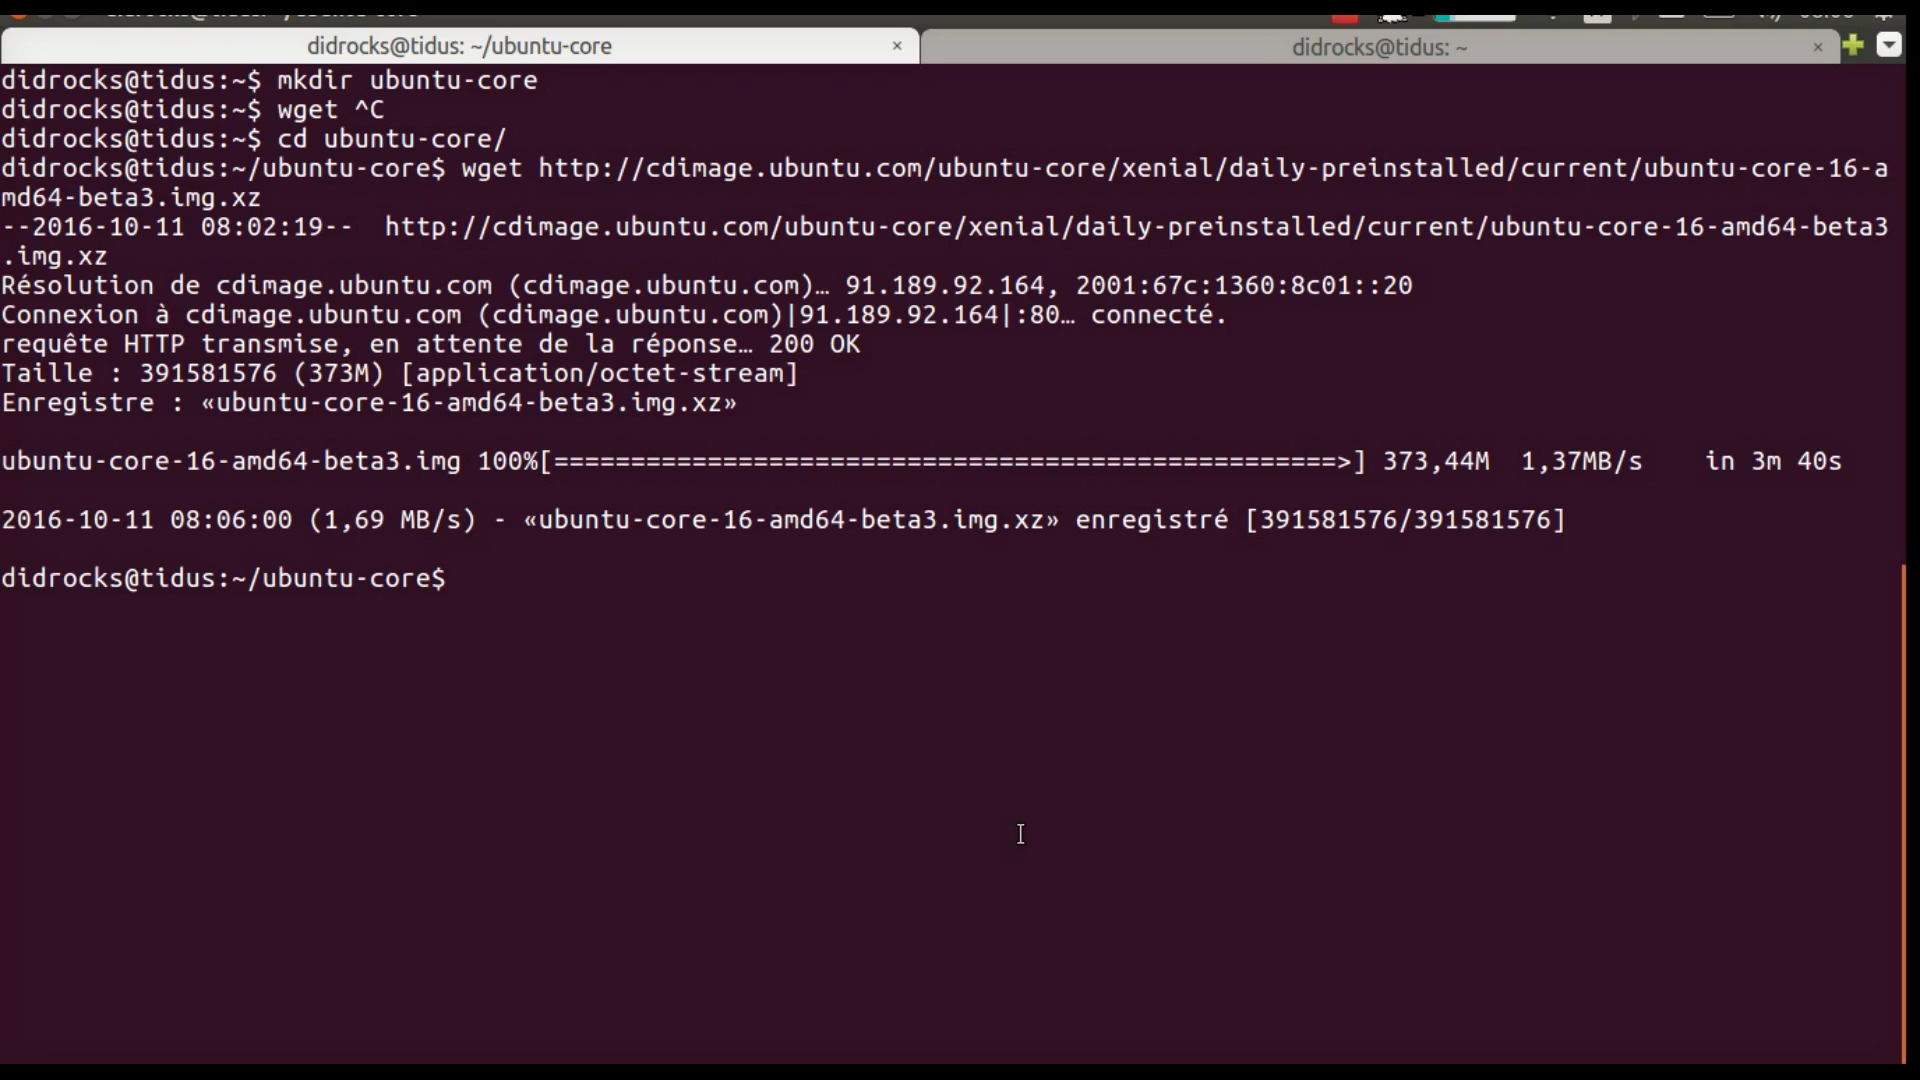 didrocks@tidus: ~/ubuntu-core × didrocks@tidus: ~ ×
didrocks@tidus:~$ mkdir ubuntu-core
didrocks@tidus:~$ wget ^C
didrocks@tidus:~$ cd ubuntu-core/
didrocks@tidus:~/ubuntu-core$ wget http://cdimage.ubuntu.com/ubuntu-core/xenial/daily-preinstalled/current/ubuntu-core-16-a
md64-beta3.img.xz
--2016-10-11 08:02:19--  http://cdimage.ubuntu.com/ubuntu-core/xenial/daily-preinstalled/current/ubuntu-core-16-amd64-beta3
.img.xz
Résolution de cdimage.ubuntu.com (cdimage.ubuntu.com)… 91.189.92.164, 2001:67c:1360:8c01::20
Connexion à cdimage.ubuntu.com (cdimage.ubuntu.com)|91.189.92.164|:80… connecté.
requête HTTP transmise, en attente de la réponse… 200 OK
Taille : 391581576 (373M) [application/octet-stream]
Enregistre : «ubuntu-core-16-amd64-beta3.img.xz»
ubuntu-core-16-amd64-beta3.img 100%[===================================================>] 373,44M  1,37MB/s    in 3m 40s
2016-10-11 08:06:00 (1,69 MB/s) - «ubuntu-core-16-amd64-beta3.img.xz» enregistré [391581576/391581576]
didrocks@tidus:~/ubuntu-core$